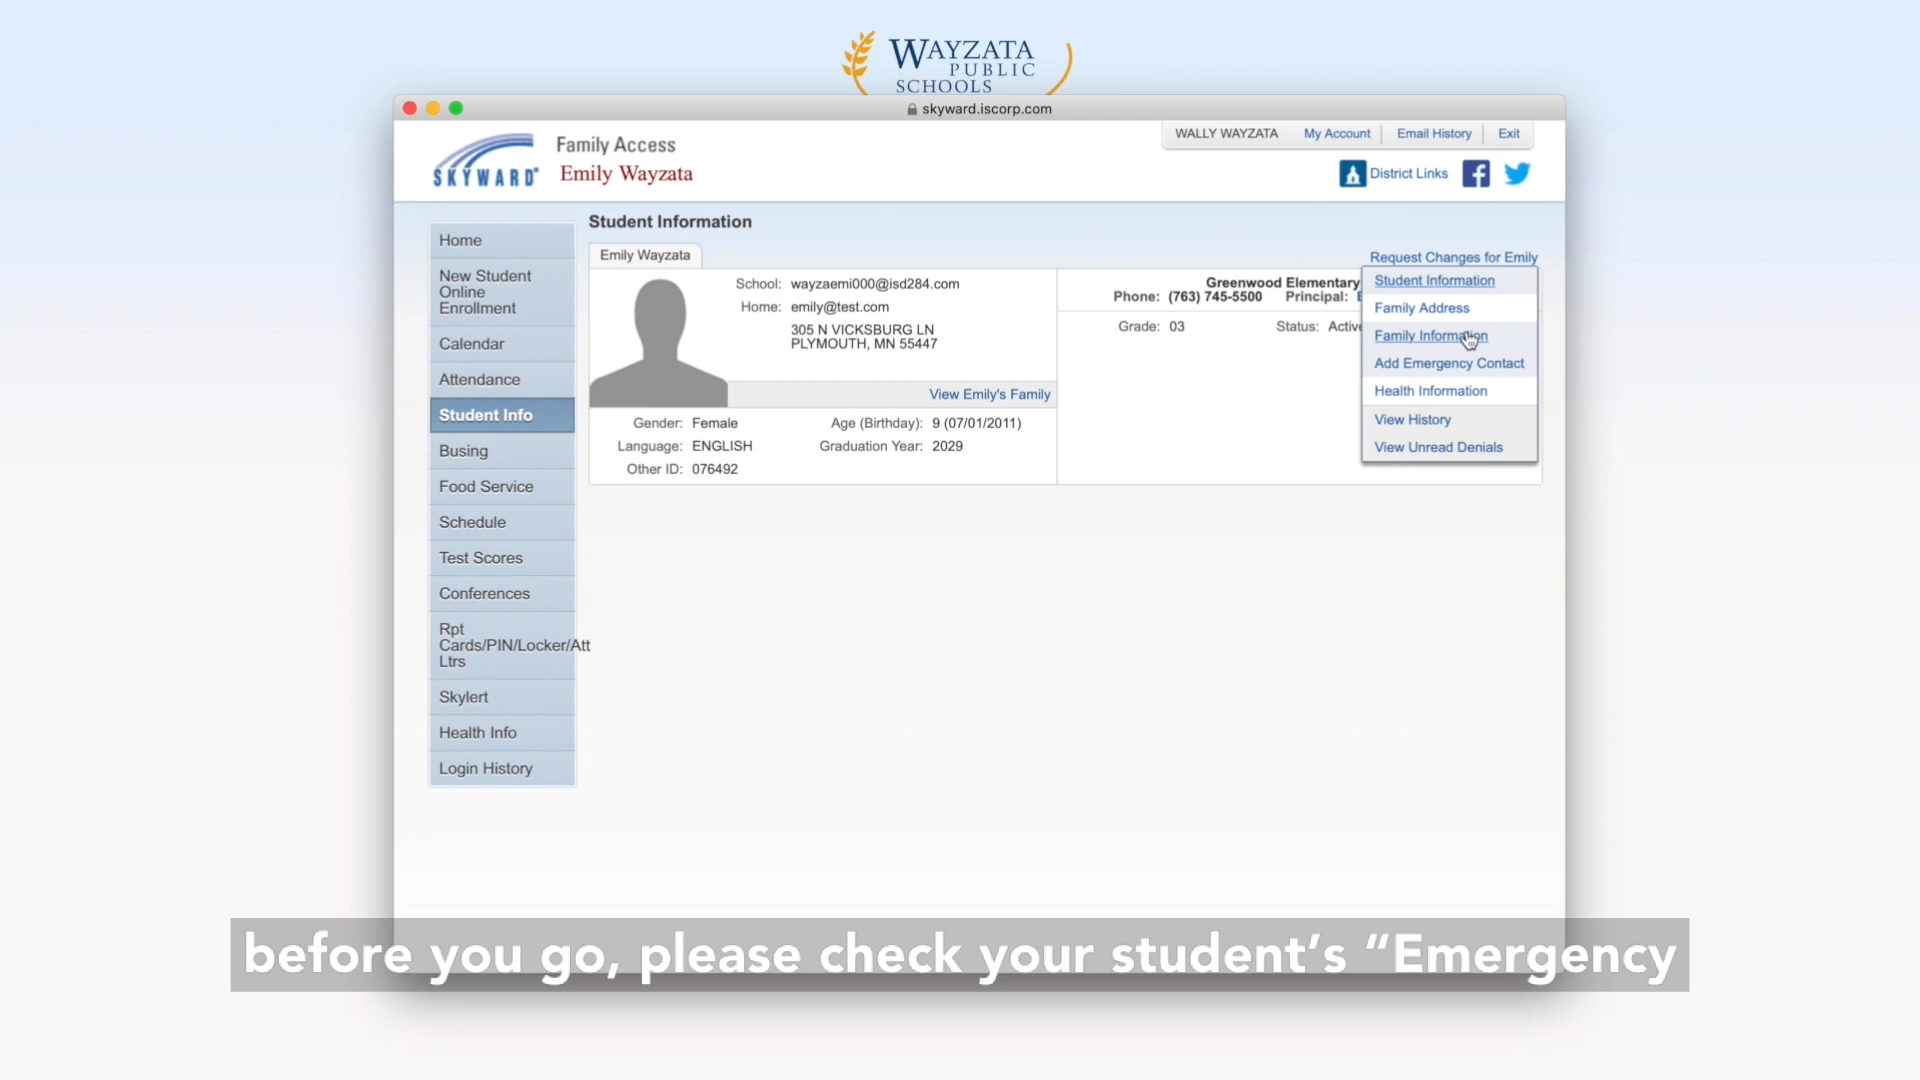 WAYZATA
PUBLIC
SCHOOLS
skyward.iscorp.com
SKYWARD
Family Access
Emily Wayzata
WALLY WAYZATA My Account Email History Exit
District Links
Home
New Student
Online
Enrollment
Calendar
Attendance
Student Info
Busing
Food Service
Schedule
Test Scores
Conferences
Rpt
Cards/PIN/Locker/Att
Ltrs
Skylert
Health Info
Login History
Student Information
Emily Wayzata
Request Changes for Emily
School: wayzaemi000@isd284.com
Home: emily@test.com
305 N VICKSBURG LN
PLYMOUTH, MN 55447
View Emily's Family
Gender: Female Age (Birthday): 9 (07/01/2011)
Language: ENGLISH Graduation Year: 2029
Other ID: 076492
Greenwood Elementary
Phone: (763) 745-5500 Principal:
Grade: 03 Status: Active
Student Information
Family Address
Family Information
Add Emergency Contact
Health Information
View History
View Unread Denials
before you go, please check your student’s “Emergency